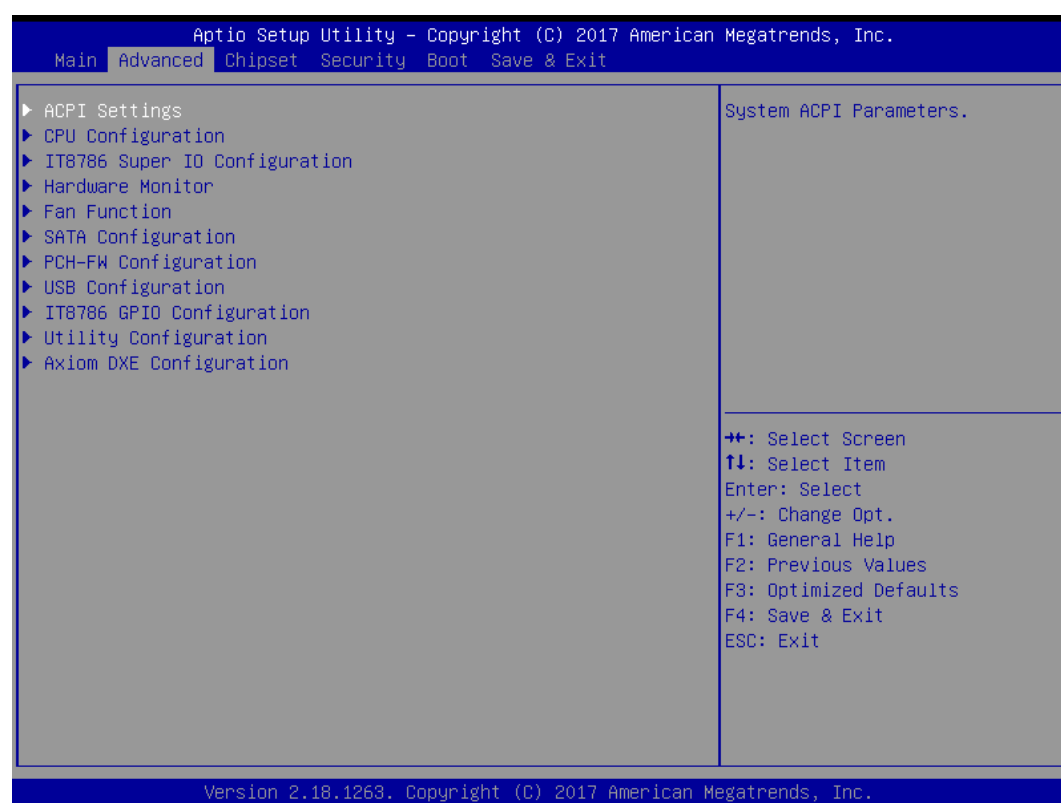 Aptio Setup Utility – Copyright (C) 2017 American Megatrends, Inc.
Main Advanced Chipset Security Boot Save & Exit
▶ ACPI Settings
▶ CPU Configuration
▶ IT8786 Super IO Configuration
▶ Hardware Monitor
▶ Fan Function
▶ SATA Configuration
▶ PCH-FW Configuration
▶ USB Configuration
▶ IT8786 GPIO Configuration
▶ Utility Configuration
▶ Axiom DXE Configuration
System ACPI Parameters.
→←: Select Screen
↑↓: Select Item
Enter: Select
+/-: Change Opt.
F1: General Help
F2: Previous Values
F3: Optimized Defaults
F4: Save & Exit
ESC: Exit
Version 2.18.1263. Copyright (C) 2017 American Megatrends, Inc.